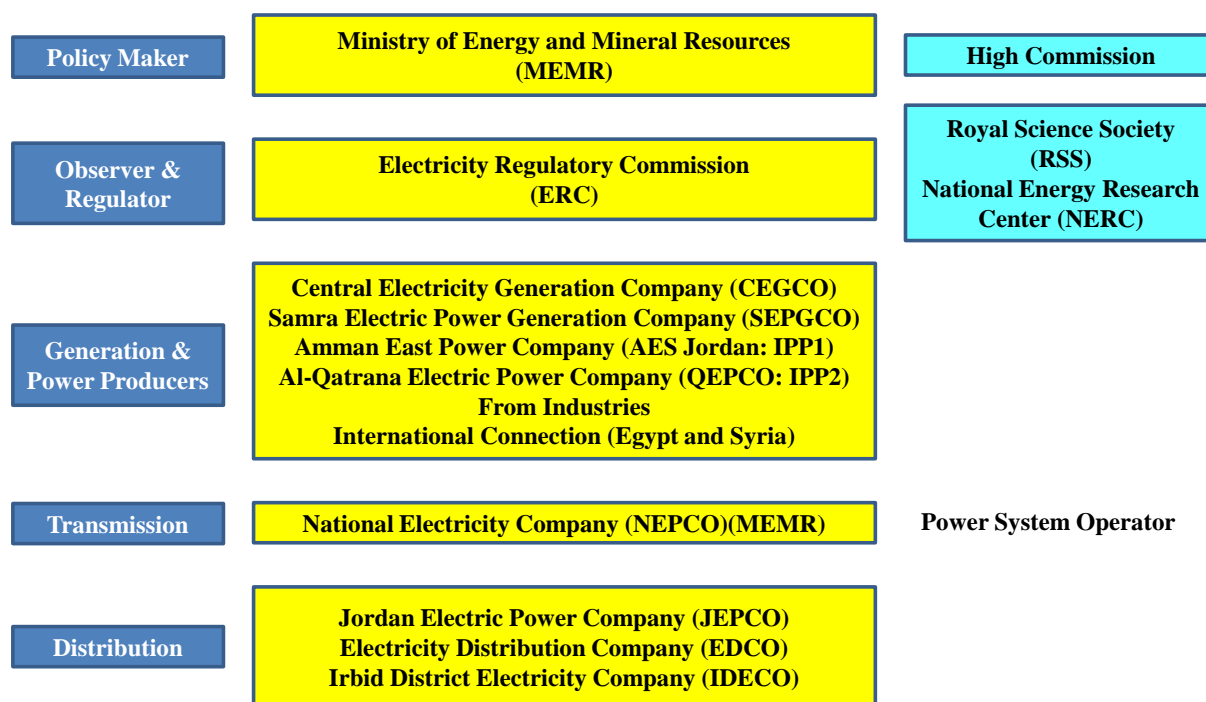 Policy Maker
Ministry of Energy and Mineral Resources
(MEMR)
High Commission
Observer &
Regulator
Electricity Regulatory Commission
(ERC)
Royal Science Society
(RSS)
National Energy Research
Center (NERC)
Generation &
Power Producers
Central Electricity Generation Company (CEGCO)
Samra Electric Power Generation Company (SEPGCO)
Amman East Power Company (AES Jordan: IPP1)
Al-Qatrana Electric Power Company (QEPCO: IPP2)
From Industries
International Connection (Egypt and Syria)
Transmission
National Electricity Company (NEPCO)(MEMR)
Power System Operator
Distribution
Jordan Electric Power Company (JEPCO)
Electricity Distribution Company (EDCO)
Irbid District Electricity Company (IDECO)